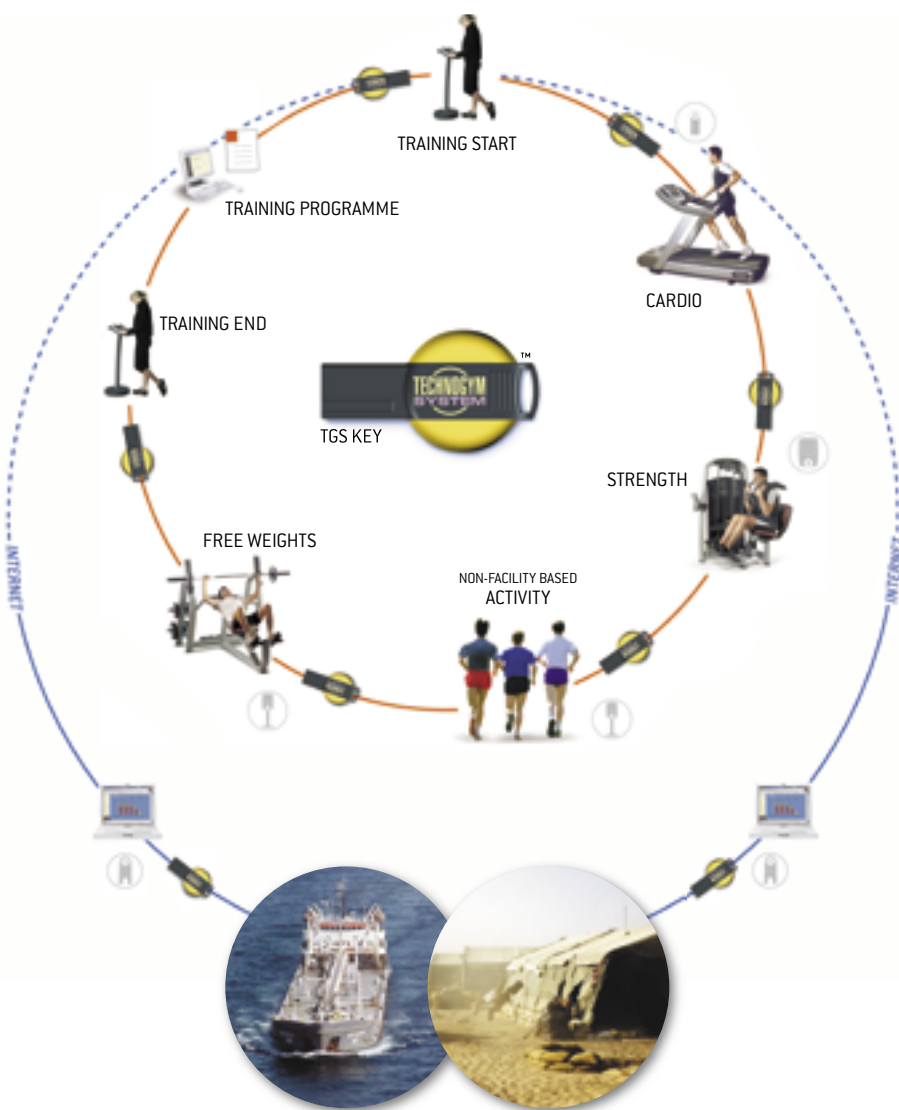 TRAINING START
TRAINING PROGRAMME
CARDIO
TRAINING END
™
TECHNOGYM
SYSTEM
TGS KEY
STRENGTH
FREE WEIGHTS
NON-FACILITY BASED
ACTIVITY
INTERNET
INTERNET